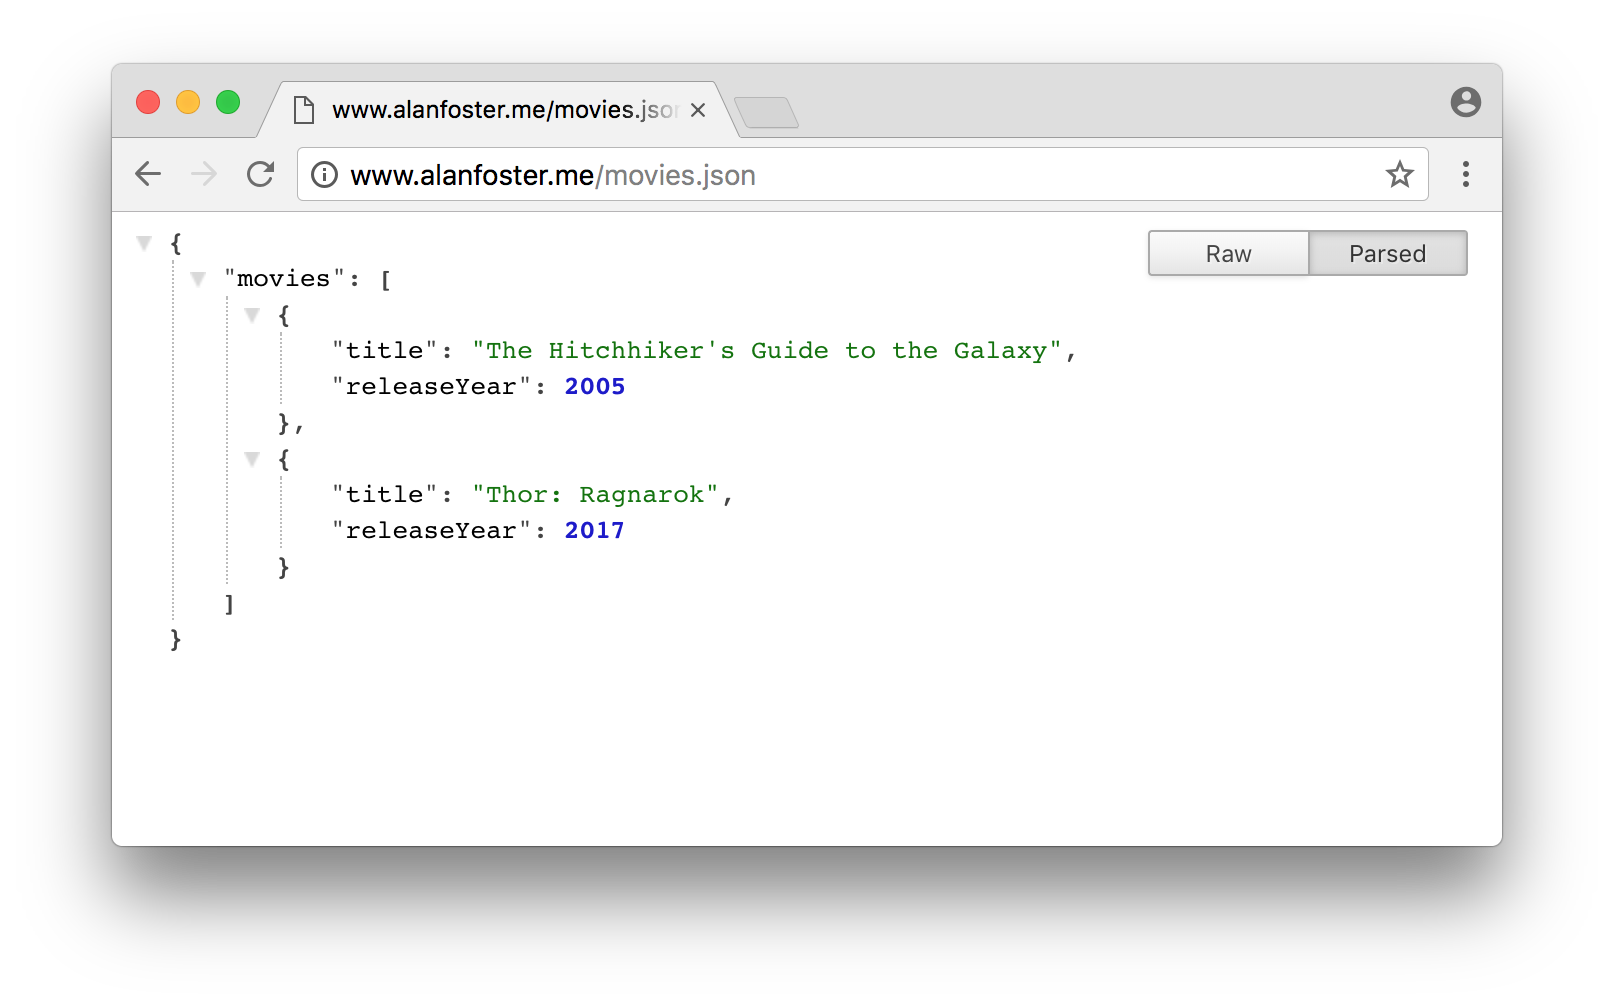 www.alanfoster.me/movies.json
www.alanfoster.me/movies.json
Raw Parsed
{
"movies": [
{
"title": "The Hitchhiker's Guide to the Galaxy",
"releaseYear": 2005
},
{
"title": "Thor: Ragnarok",
"releaseYear": 2017
}
]
}